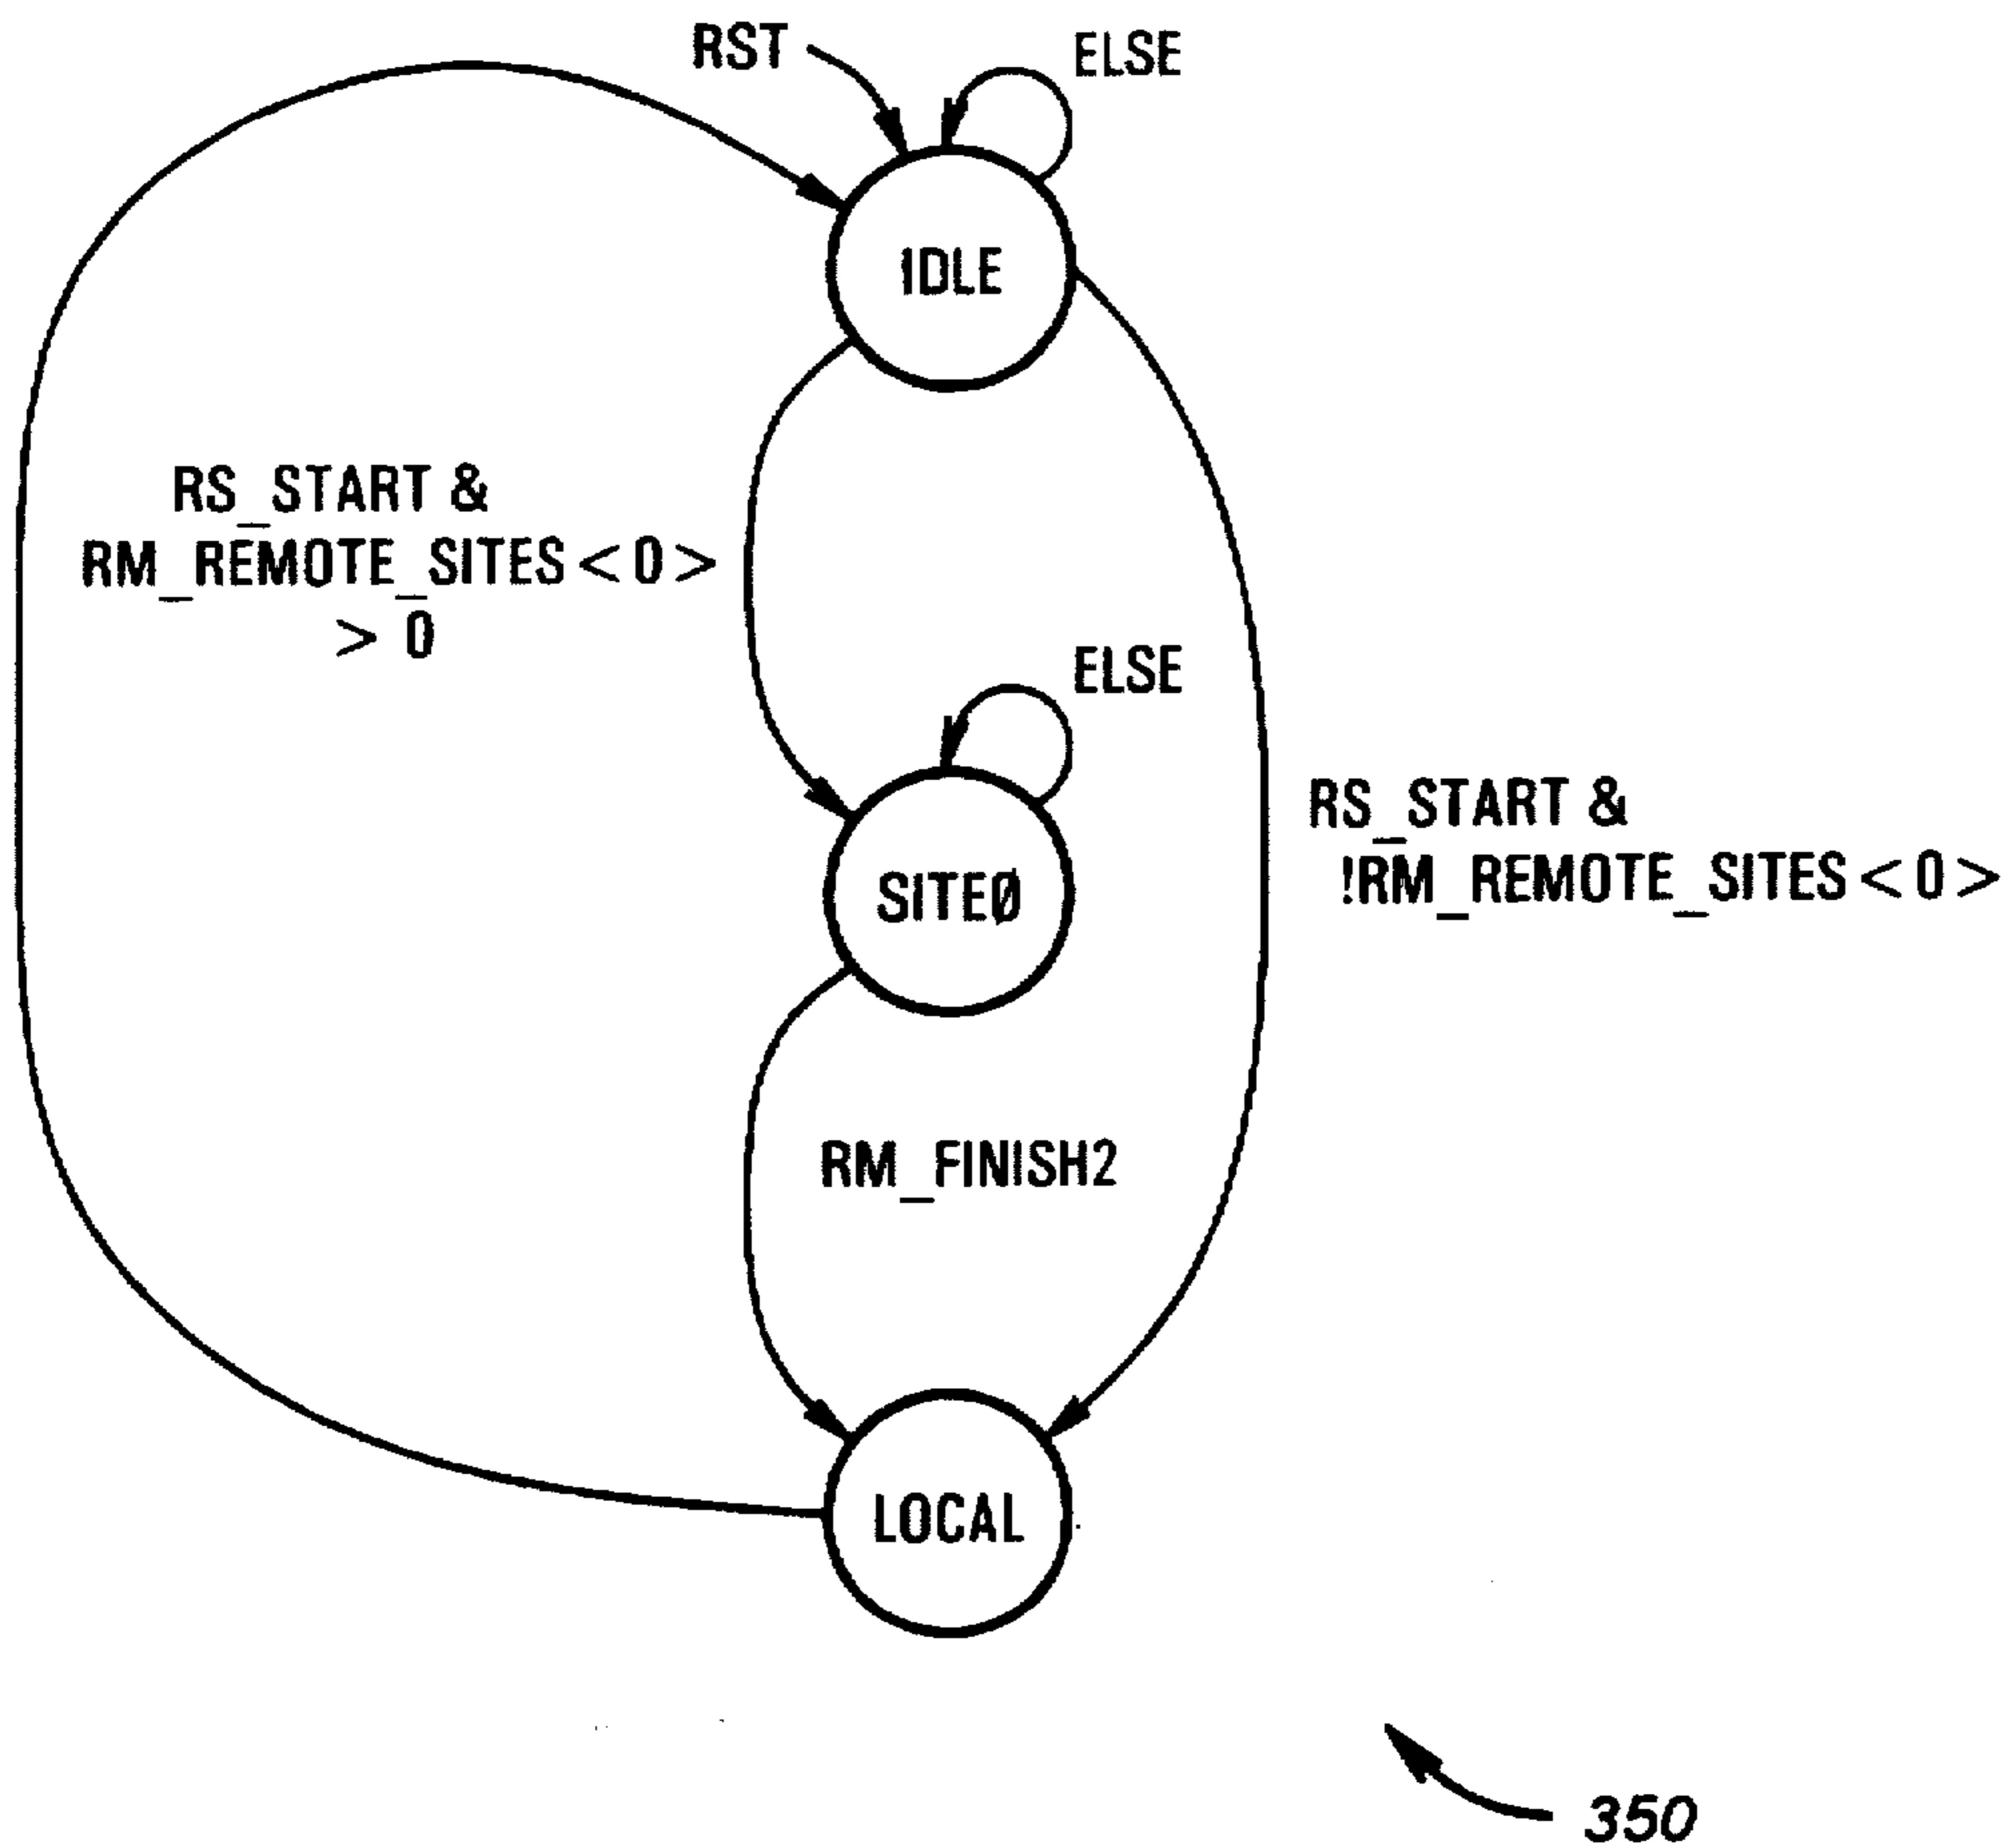 RST
ELSE
IDLE
RS_START &
RM_REMOTE_SITES<0>
> 0
ELSE
RS_START &
!RM_REMOTE_SITES<0>
SITEØ
RM_FINISH2
LOCAL
350